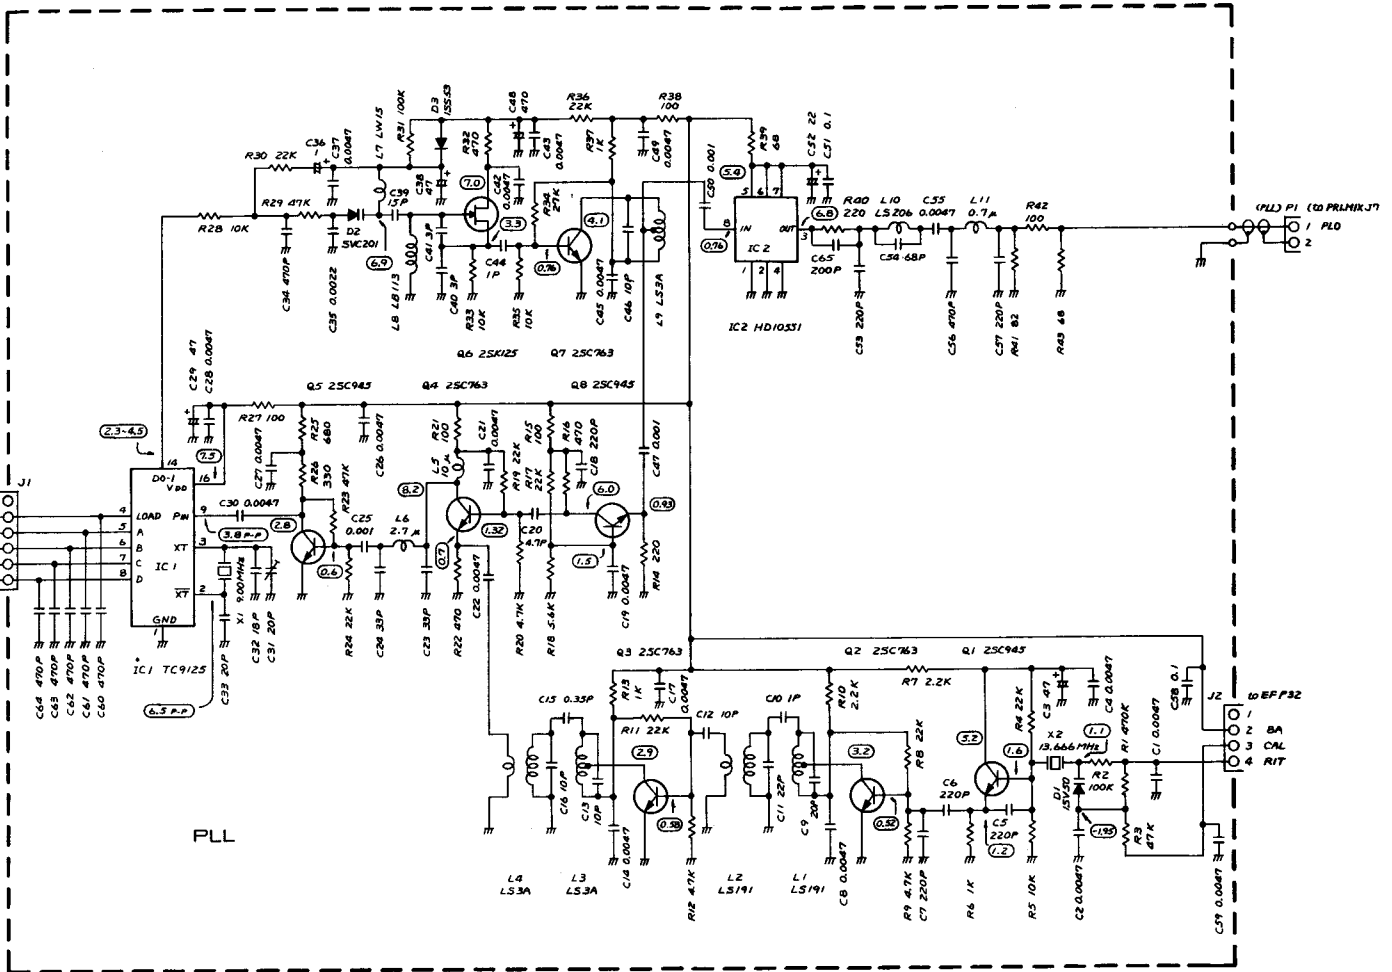 R30 22K
C36
1
C37
0.0047
L7 LW15
R31 100K
D3
1SS53
R32
470
C48
470
C43
0.0047
R36
22K
R37
1K
R38
100
C49
0.0047
R39
68
C52 22
C51 0.1
R29 47K
R28 10K
C34 470P
C35 0.0022
D2
SVC201
6.9
C39
15P
C38
47
L8 LB113
C41 3P
C40 3P
7.0
C42
0.0047
3.3
R34
27K
C44
1P
R33
10K
R35
10K
0.76
4.1
C45 0.0047
C46 10P
L9 LS3A
C50 0.001
0.76
5.4
5 6 7
8
IN
OUT
3
IC2
1 2 4
6.8
IC2 HD10551
R40
220
C65
200P
L10
LS206
C54 68P
C55
0.0047
L11
0.7μ
R42
100
C53 220P
C56 470P
C57 220P
R41 82
R43 68
(PLL) P1 (to PRI.MIX J7
1 PLO
2
Q6 2SK125
Q7 2SC763
C29 47
C28 0.0047
Q5 2SC945
Q4 2SC763
Q8 2SC945
2.3~4.5
7.5
R27 100
C27 0.0047
R25
680
R26
330
R23 47K
C26 0.0047
R21
100
L5
10μ
C21
0.0047
R19 22K
R17
22K
R15
100
R16
470
C18 220P
C47 0.001
J1
14
DO-1
VDD
16
4 LOAD
5 A
6 B
7 C
8 D
PIN 9
XT 3
XT 2
IC1
GND
1
C30 0.0047
3.8 P-P
2.8
0.6
C25
0.001
L6
2.7μ
8.2
0.7
1.32
C20
4.7P
6.0
0.93
1.5
X1 9.00MHz
C32 18P
C31 20P
C33 20P
R24 22K
C24 33P
C23 33P
R22 470
C22 0.0047
R20 4.7K
R18 5.6K
C19 0.0047
R14 220
IC1 TC9125
6.5 P-P
C64 470P
C63 470P
C62 470P
C61 470P
C60 470P
Q3 2SC763
Q2 2SC763
Q1 2SC945
C15 0.35P
R13
1K
C17
0.0047
R11 22K
C12 10P
C10 1P
R10
2.2K
R7 2.2K
R8 22K
R4 22K
C3 47
C4 0.0047
C58 0.1
J2 to EF P32
1
2 BA
3 CAL
4 RIT
X2
13.666MHz
1.1
R1 470K
C1 0.0047
5.2
1.6
D1
1SV50
R2
100K
-1.95
R3
47K
C16 10P
C13
10P
2.9
0.58
C11 22P
C9
20P
3.2
0.52
C6
220P
C5
220P
1.2
PLL
L4
LS3A
L3
LS3A
C14 0.0047
R12 4.7K
L2
LS191
L1
LS191
C8 0.0047
R9 4.7K
C7 220P
R6 1K
R5 10K
C2 0.0047
C59 0.0047